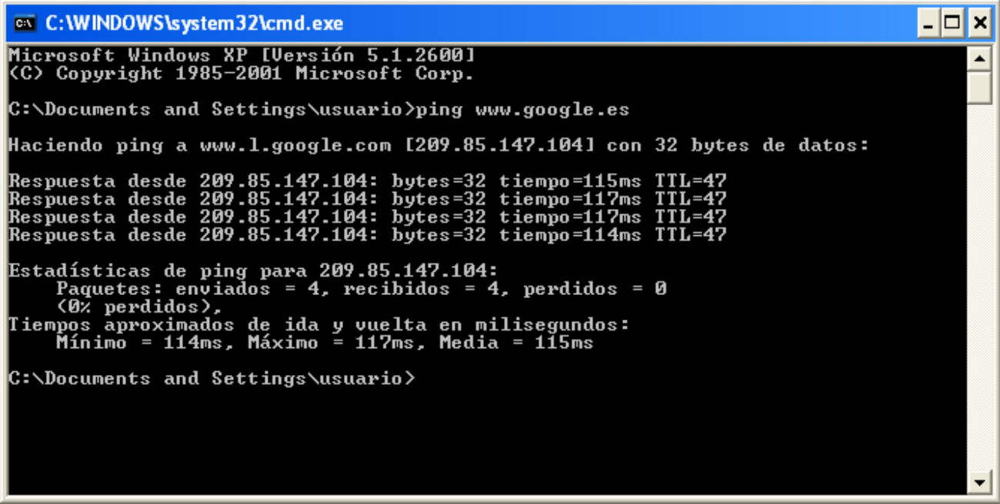 C:\WINDOWS\system32\cmd.exe
Microsoft Windows XP [Versión 5.1.2600]
(C) Copyright 1985-2001 Microsoft Corp.
C:\Documents and Settings\usuario>ping www.google.es
Haciendo ping a www.l.google.com [209.85.147.104] con 32 bytes de datos:
Respuesta desde 209.85.147.104: bytes=32 tiempo=115ms TTL=47
Respuesta desde 209.85.147.104: bytes=32 tiempo=117ms TTL=47
Respuesta desde 209.85.147.104: bytes=32 tiempo=117ms TTL=47
Respuesta desde 209.85.147.104: bytes=32 tiempo=114ms TTL=47
Estadísticas de ping para 209.85.147.104:
    Paquetes: enviados = 4, recibidos = 4, perdidos = 0
    (0% perdidos),
Tiempos aproximados de ida y vuelta en milisegundos:
    Mínimo = 114ms, Máximo = 117ms, Media = 115ms
C:\Documents and Settings\usuario>